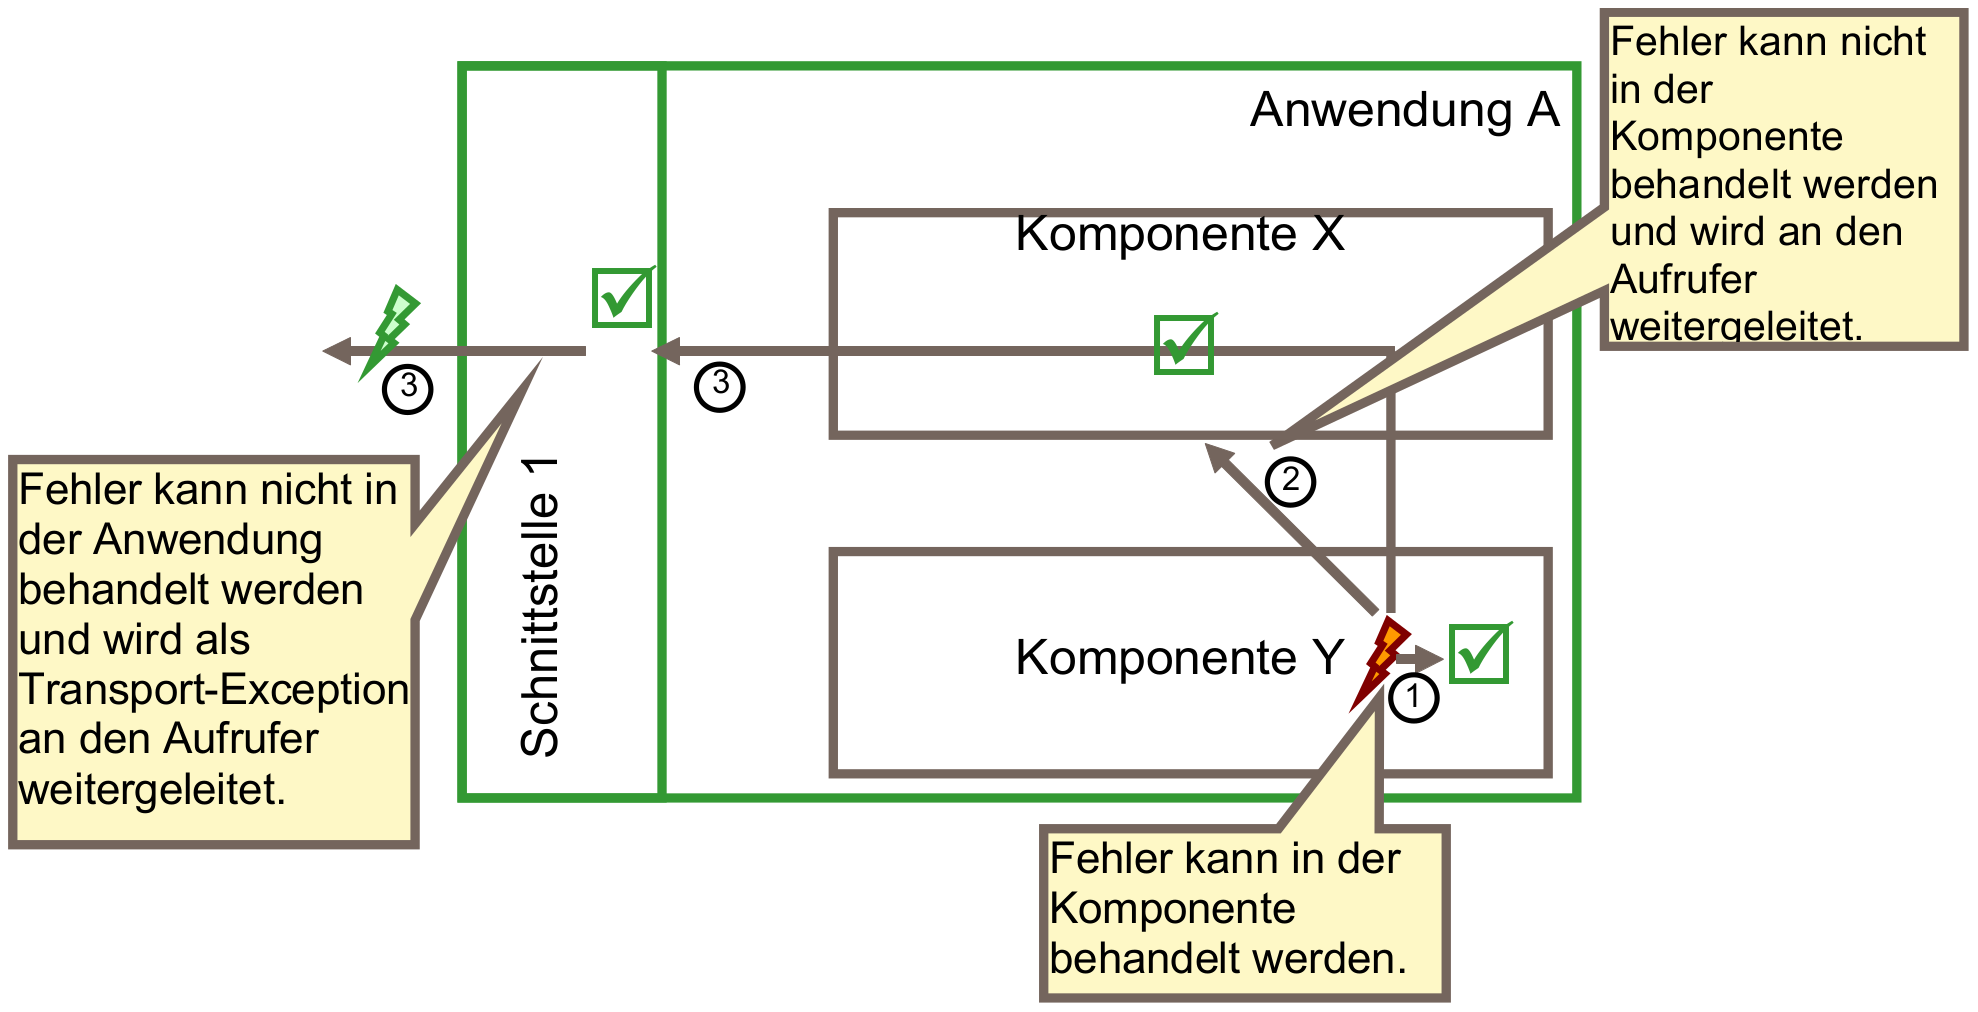 Fehler kann nicht
in der
Komponente
behandelt werden
und wird an den
Aufrufer
weitergeleitet.
Anwendung A
Komponente X
3
3
2
Fehler kann nicht in
der Anwendung
behandelt werden
und wird als
Transport-Exception
an den Aufrufer
weitergeleitet.
Schnittstelle 1
Komponente Y
1
Fehler kann in der
Komponente
behandelt werden.